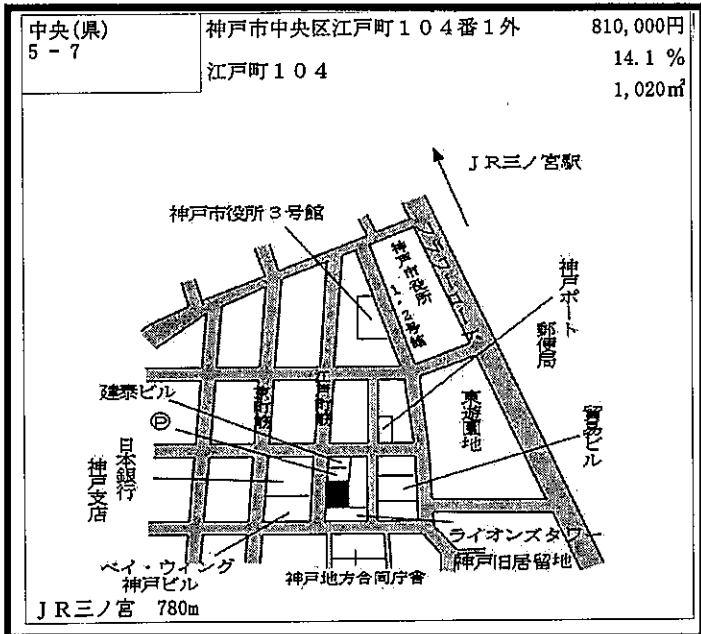 中央(県)
5－7
神戸市中央区江戸町１０４番１外
江戸町１０４
810,000円
14.1 %
1,020㎡
ＪＲ三ノ宮駅
神戸市役所３号館
神戸市役所
１・２号館
フラワーロード
神戸ポート
郵便局
建泰ビル
Ⓟ
京町筋
江戸町筋
東遊園地
貿易ビル
日本銀行
神戸支店
ライオンズタワー
神戸旧居留地
ベイ・ウィング
神戸ビル
神戸地方合同庁舎
ＪＲ三ノ宮　780m